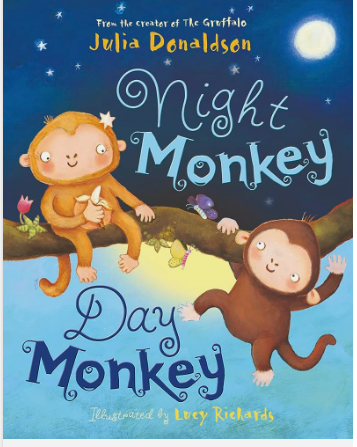 From the creator of The Gruffalo
Julia Donaldson
Night
Monkey
Day
Monkey
Illustrated by Lucy Richards